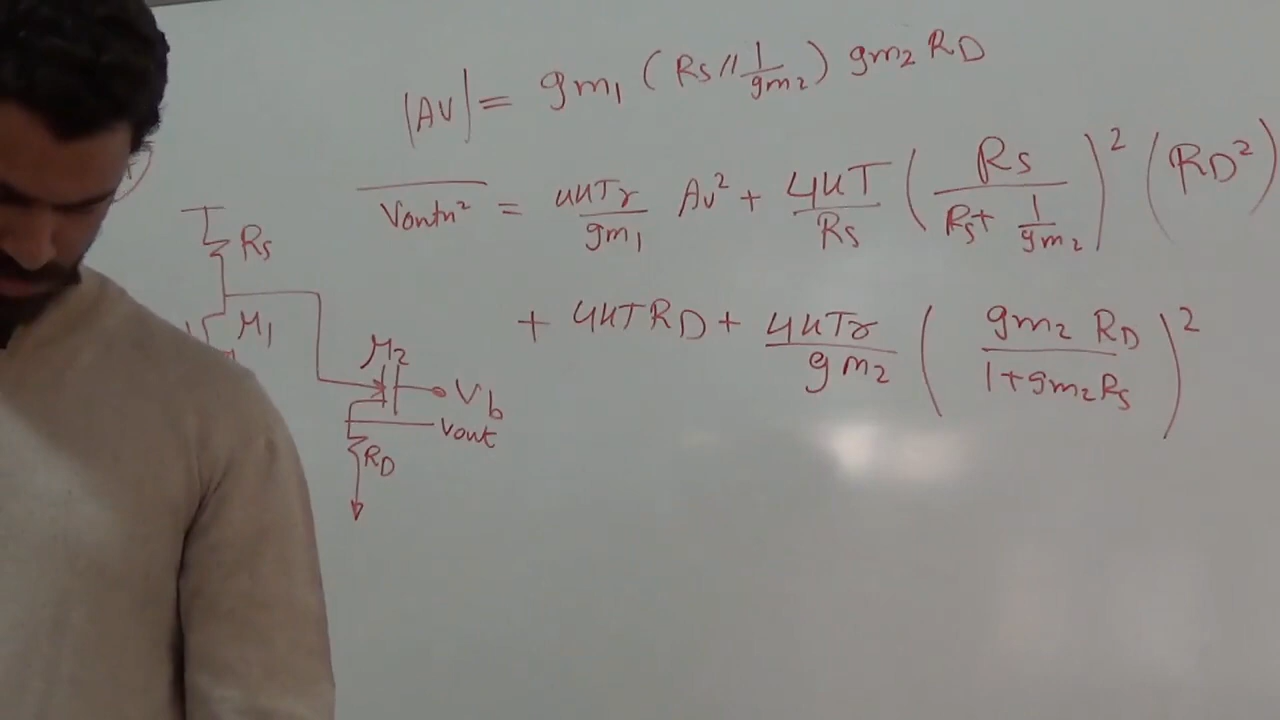 |Av| = gm₁ (Rs // 1/gm₂) gm₂ RD
Voutn² = 4kTγ/gm₁ Av² + 4kT/Rs (Rs/(Rs + 1/gm₂))² (RD²)
+ 4kTRD + 4kTγ/gm₂ (gm₂ RD/(1+gm₂Rs))²
Rs
M1
M2
Vb
Vout
RD